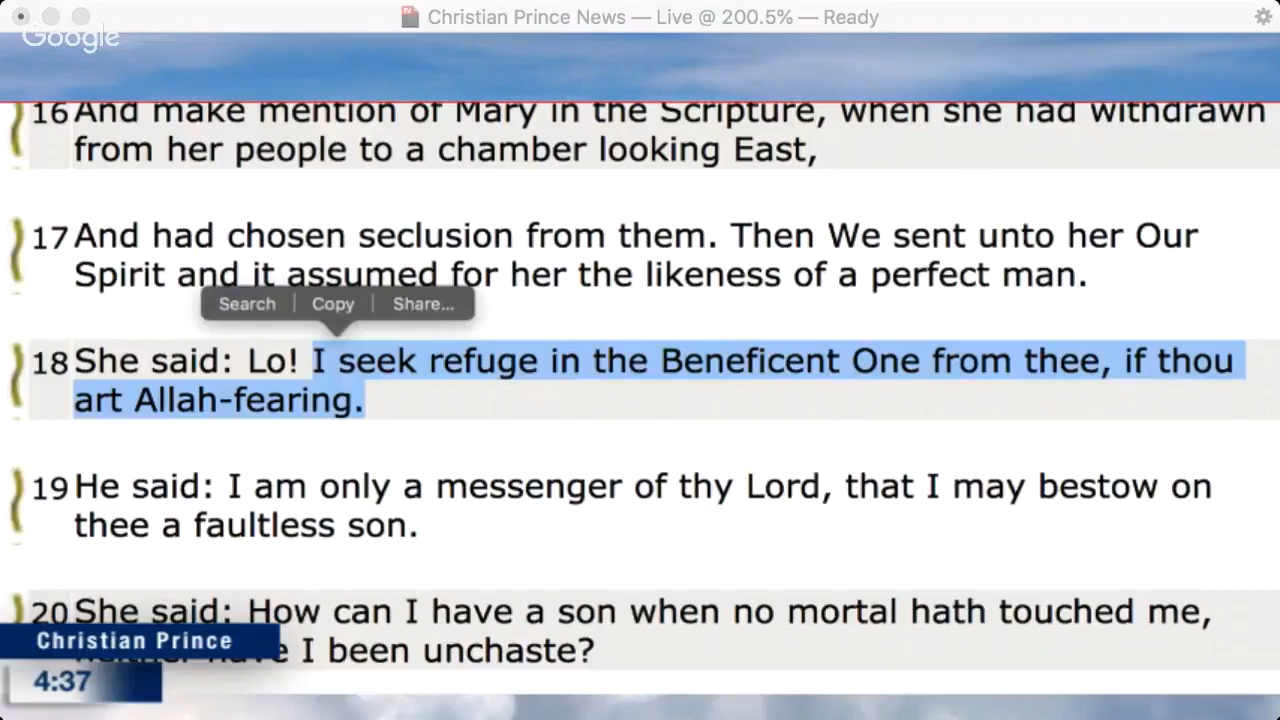 Christian Prince News — Live @ 200.5% — Ready
Google
16 And make mention of Mary in the Scripture, when she had withdrawn
from her people to a chamber looking East,
17 And had chosen seclusion from them. Then We sent unto her Our
Spirit and it assumed for her the likeness of a perfect man.
Search Copy Share...
18 She said: Lo! I seek refuge in the Beneficent One from thee, if thou
art Allah-fearing.
19 He said: I am only a messenger of thy Lord, that I may bestow on
thee a faultless son.
20 She said: How can I have a son when no mortal hath touched me,
I been unchaste?
Christian Prince
4:37